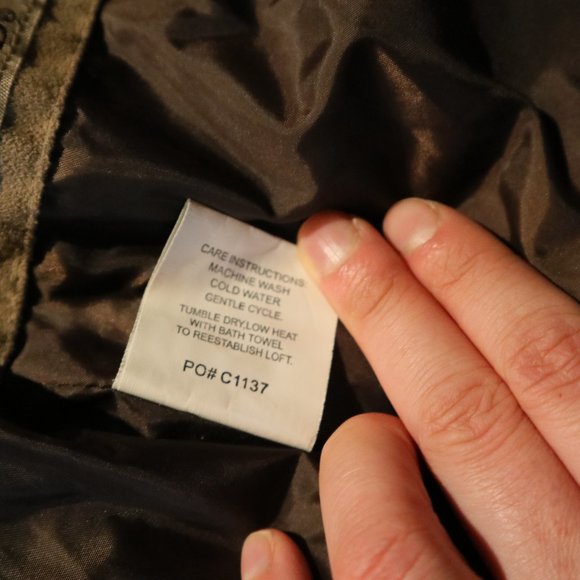 CARE INSTRUCTIONS:
MACHINE WASH
COLD WATER
GENTLE CYCLE.
TUMBLE DRY,LOW HEAT
WITH BATH TOWEL
TO REESTABLISH LOFT.
PO# C1137